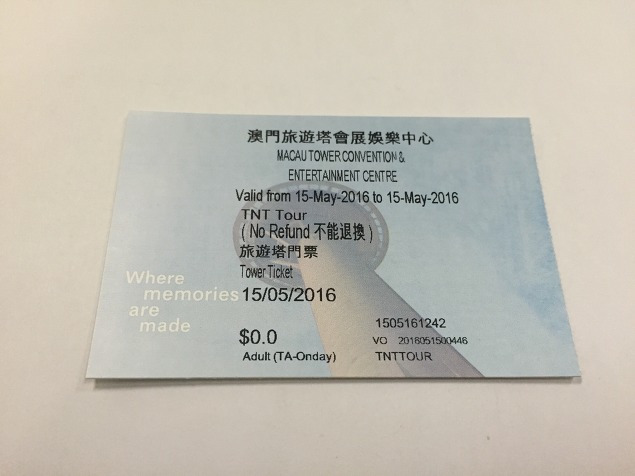 澳門旅遊塔會展娛樂中心
MACAU TOWER CONVENTION &
ENTERTAINMENT CENTRE
Valid from 15-May-2016 to 15-May-2016
TNT Tour
( No Refund 不能退換 )
旅遊塔門票
Tower Ticket
15/05/2016
Where
memories
are
made
$0.0
Adult (TA-Onday)
1505161242
VO 2016051500446
TNTTOUR